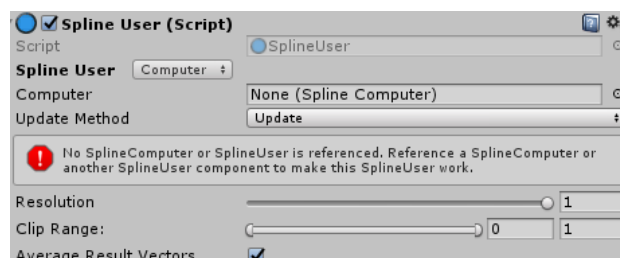 Spline User (Script)
Script SplineUser
Spline User Computer
Computer None (Spline Computer)
Update Method Update
No SplineComputer or SplineUser is referenced. Reference a SplineComputer or
another SplineUser component to make this SplineUser work.
Resolution 1
Clip Range: 0 1
Average Result Vectors